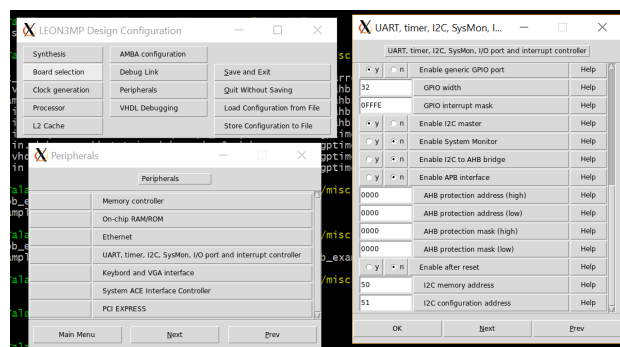 LEON3MP Design Configuration
Synthesis
AMBA configuration
Board selection
Debug Link
Save and Exit
Clock generation
Peripherals
Quit Without Saving
Processor
VHDL Debugging
Load Configuration from File
L2 Cache
Store Configuration to File
Peripherals
Peripherals
Memory controller
On-chip RAM/ROM
Ethernet
UART, timer, I2C, SysMon, I/O port and interrupt controller
Keybord and VGA interface
System ACE Interface Controller
PCI EXPRESS
Main Menu
Next
Prev
UART, timer, I2C, SysMon, I...
UART, timer, I2C, SysMon, I/O port and interrupt controller
y n Enable generic GPIO port Help
32 GPIO width Help
0FFFE GPIO interrupt mask Help
y n Enable I2C master Help
y n Enable System Monitor Help
y n Enable I2C to AHB bridge Help
y n Enable APB interface Help
0000 AHB protection address (high) Help
0000 AHB protection address (low) Help
0000 AHB protection mask (high) Help
0000 AHB protection mask (low) Help
y n Enable after reset Help
50 I2C memory address Help
51 I2C configuration address Help
OK Next Prev